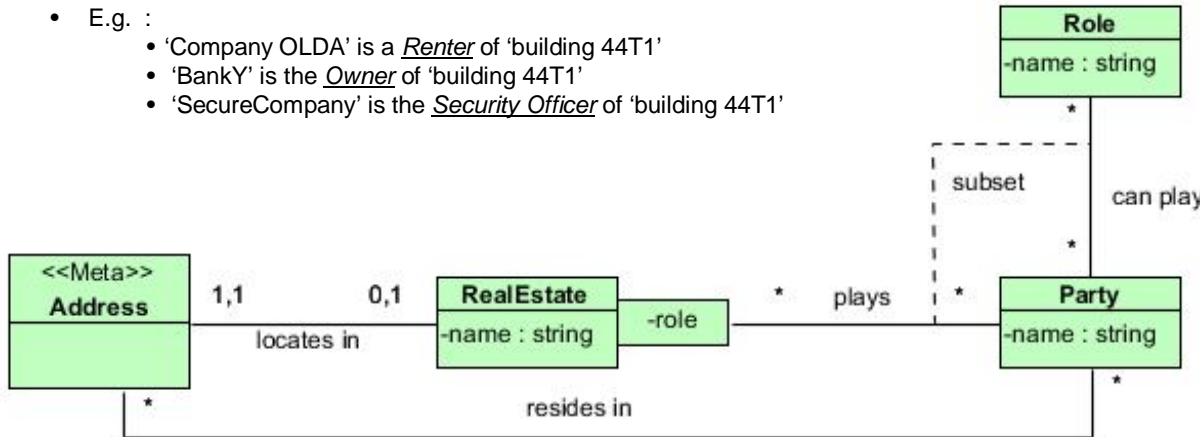 • E.g. :
• ‘Company OLDA’ is a Renter of ‘building 44T1’
• ‘BankY’ is the Owner of ‘building 44T1’
• ‘SecureCompany’ is the Security Officer of ‘building 44T1’
Role
-name : string
*
subset
can play
*
<<Meta>>
Address
1,1
0,1
locates in
RealEstate
-name : string
-role
*
plays
*
Party
-name : string
*
resides in
*